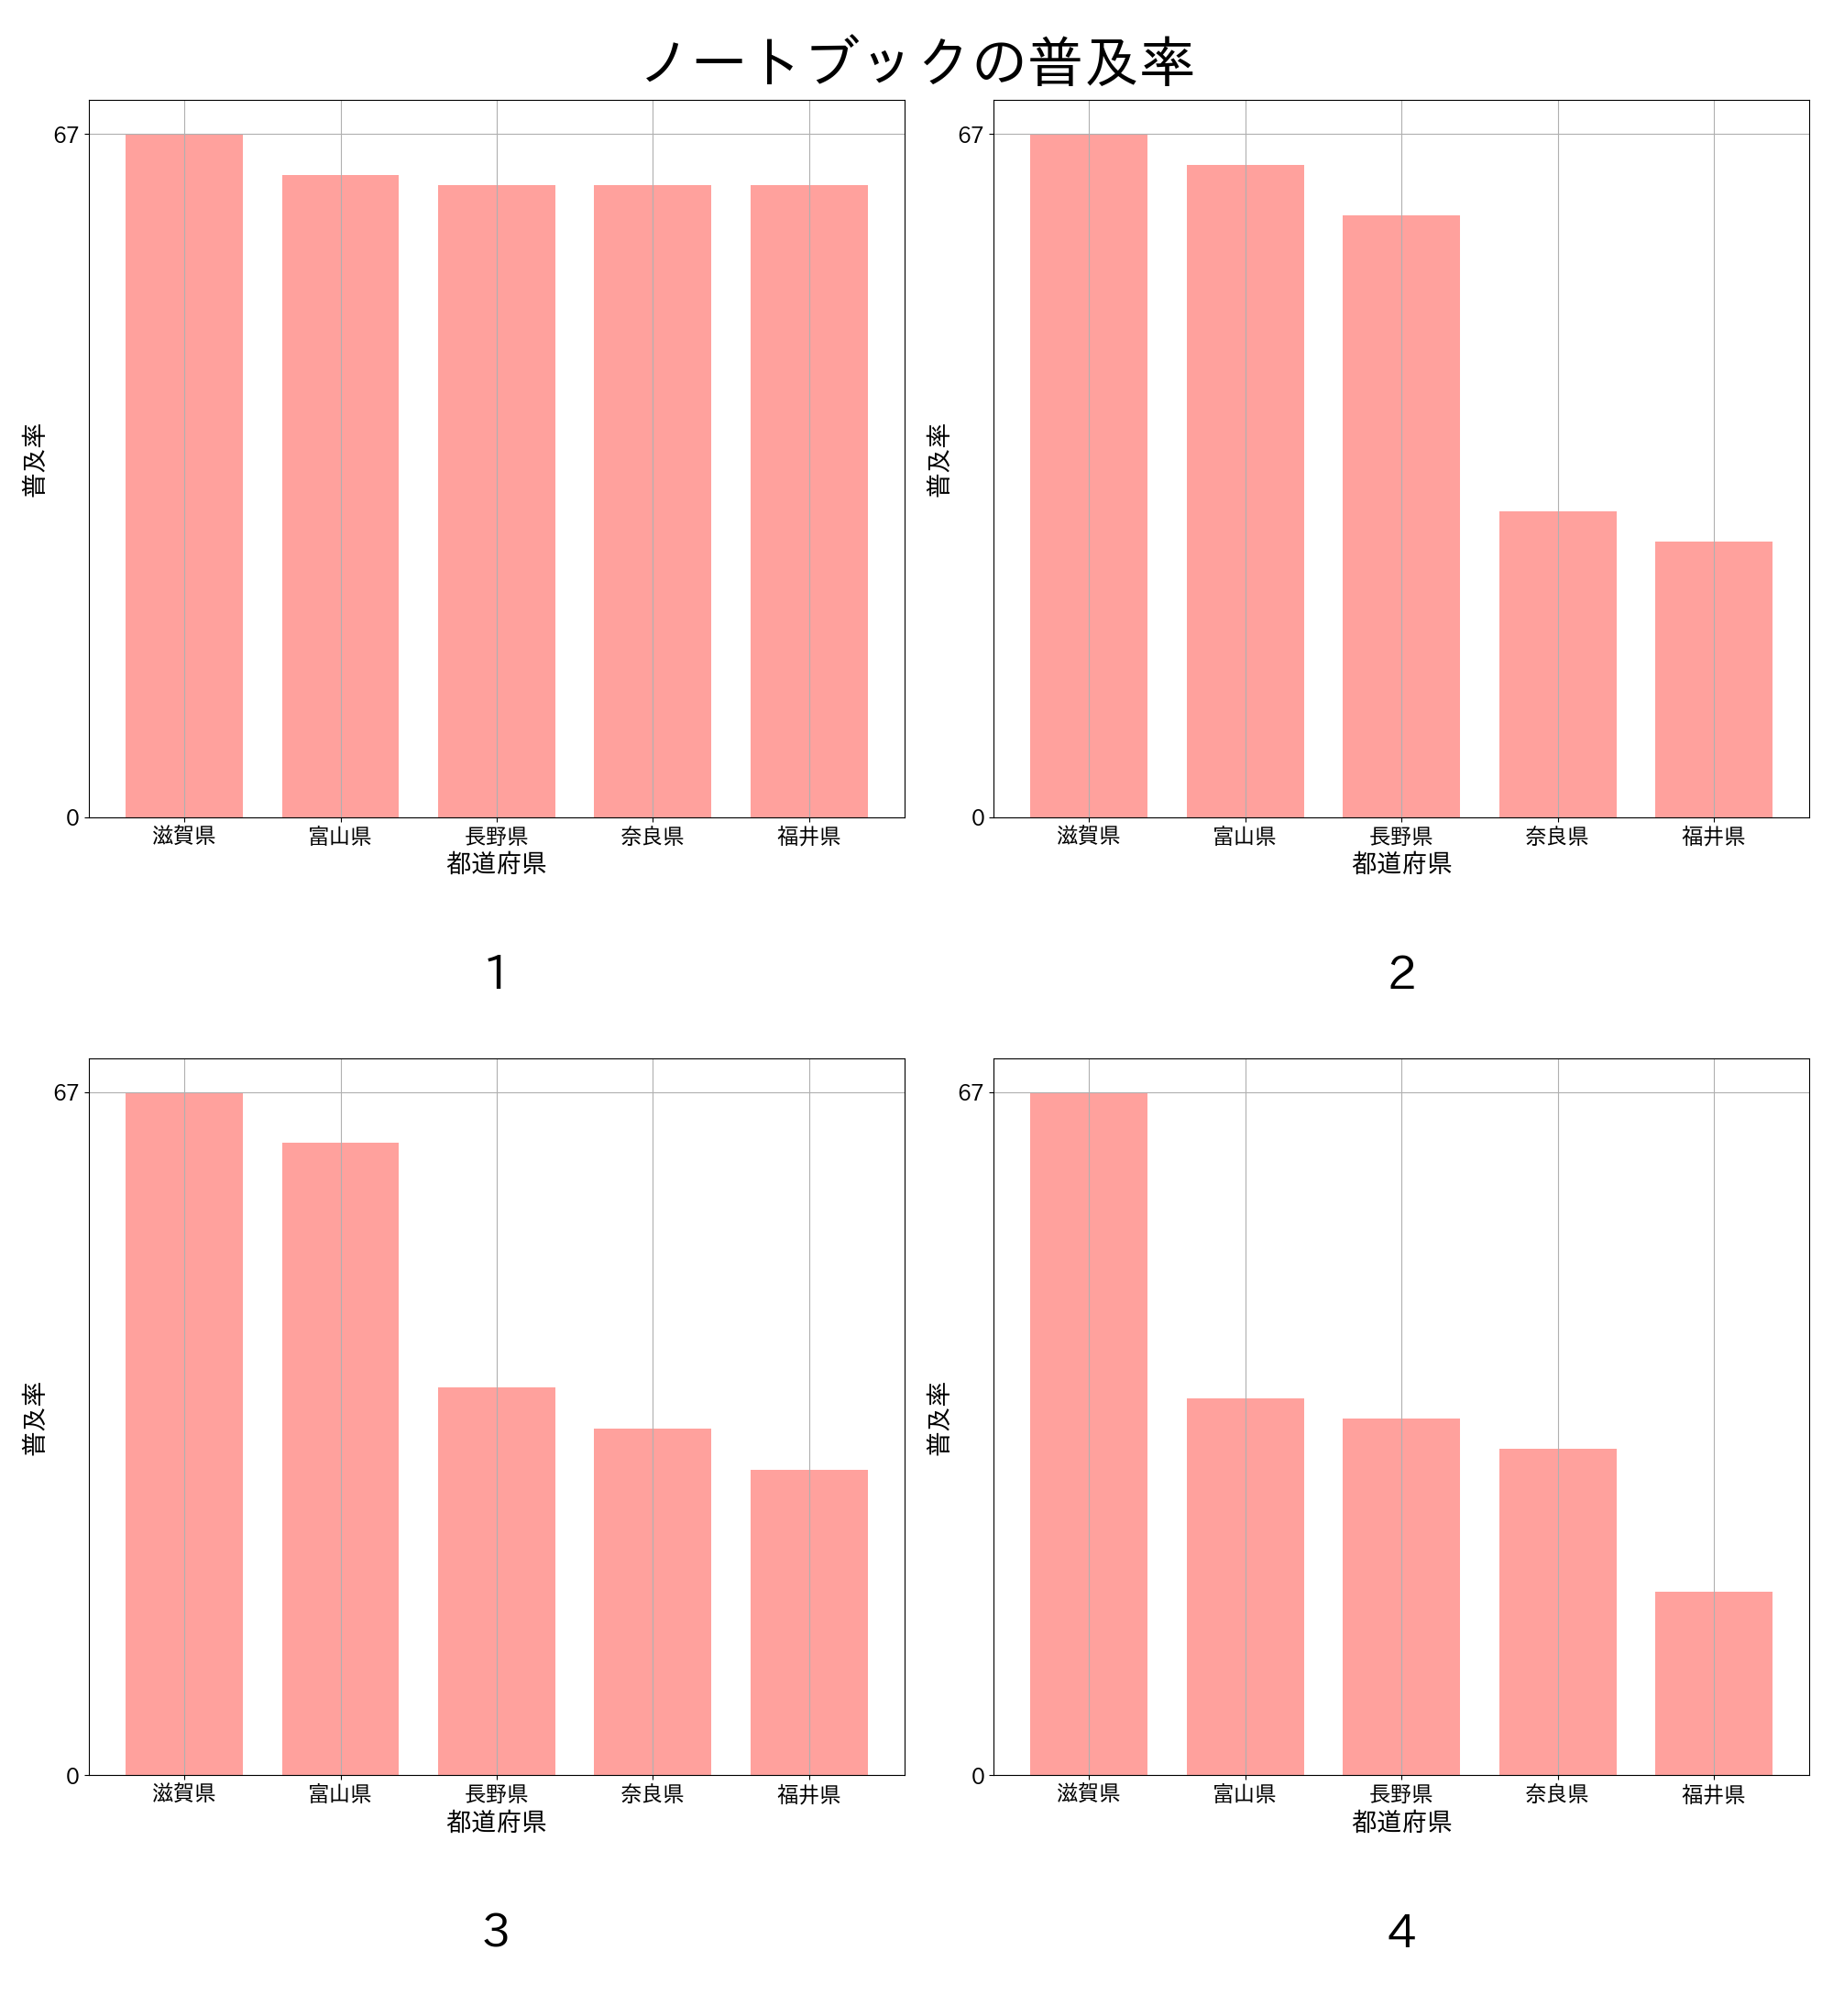 ノートブックの普及率
67
0
普及率
滋賀県 富山県 長野県 奈良県 福井県
都道府県
1
67
0
普及率
滋賀県 富山県 長野県 奈良県 福井県
都道府県
2
67
0
普及率
滋賀県 富山県 長野県 奈良県 福井県
都道府県
3
67
0
普及率
滋賀県 富山県 長野県 奈良県 福井県
都道府県
4